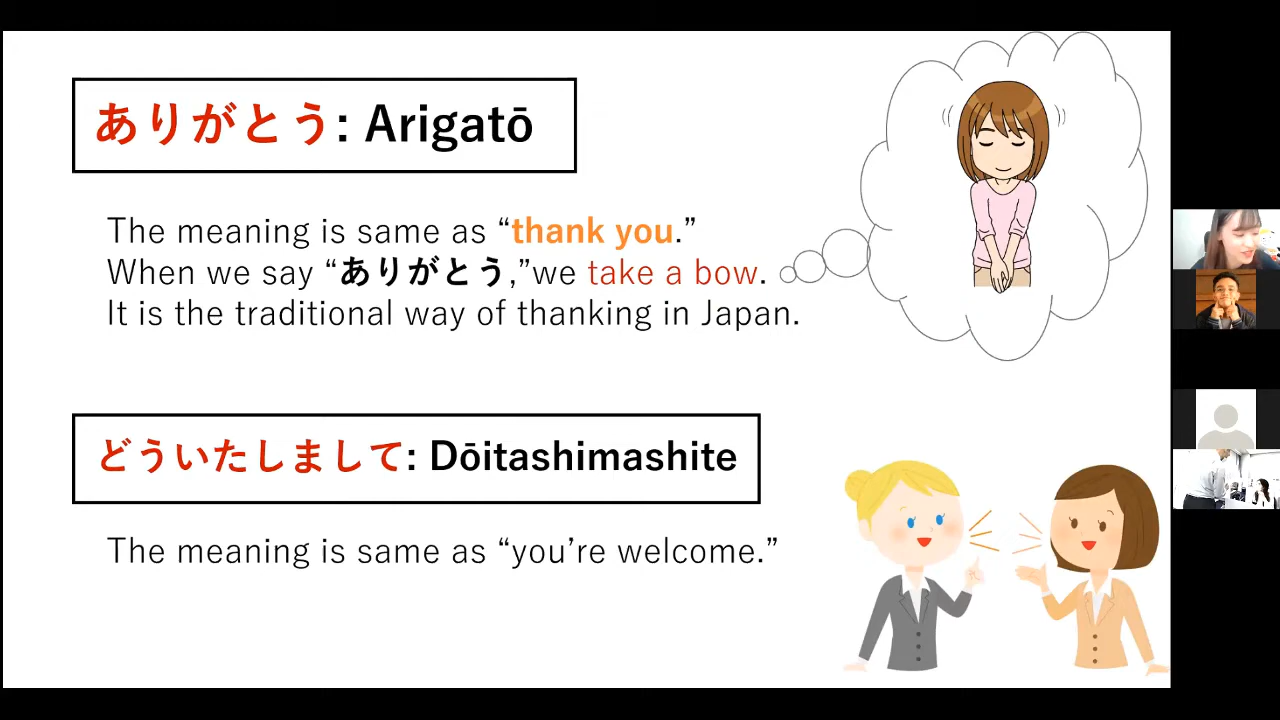 ありがとう: Arigatō
The meaning is same as “thank you.”
When we say “ありがとう,”we take a bow.
It is the traditional way of thanking in Japan.
どういたしまして: Dōitashimashite
The meaning is same as “you’re welcome.”